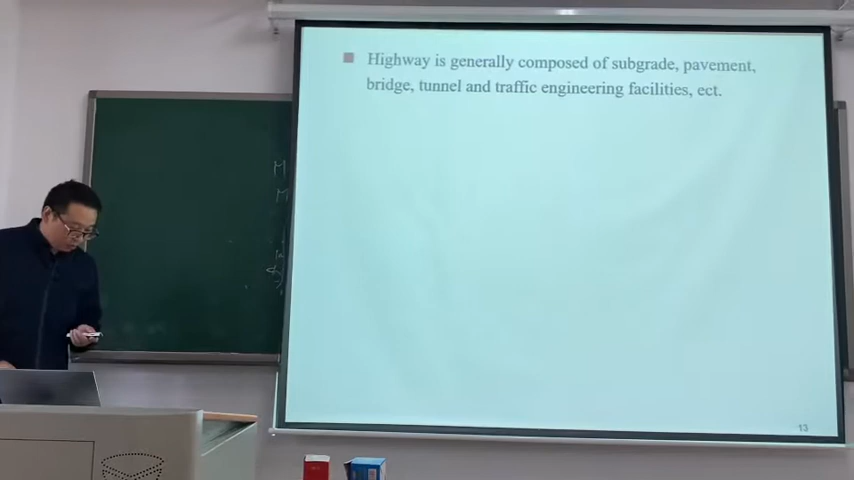 Highway is generally composed of subgrade, pavement,
bridge, tunnel and traffic engineering facilities, ect.
13